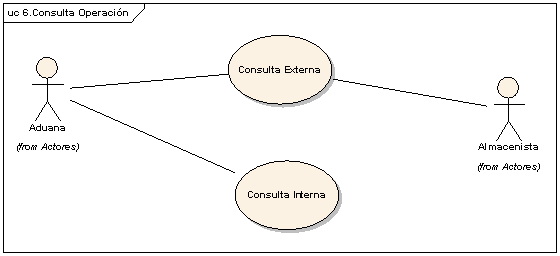 uc 6.Consulta Operación
Consulta Externa
Aduana
(from Actores)
Almacenista
(from Actores)
Consulta Interna